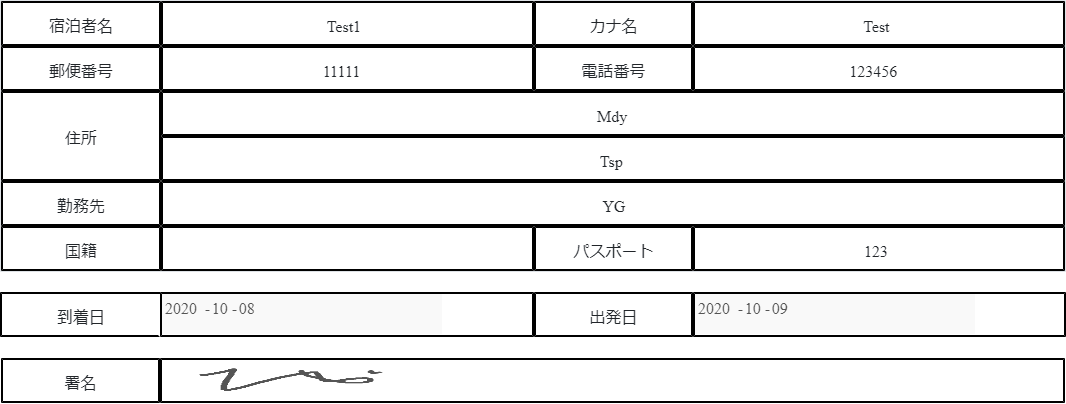 宿泊者名 Test1 カナ名 Test
郵便番号 11111 電話番号 123456
住所 Mdy
Tsp
勤務先 YG
国籍 パスポート 123
到着日 2020 -10 -08 出発日 2020 -10 -09
署名